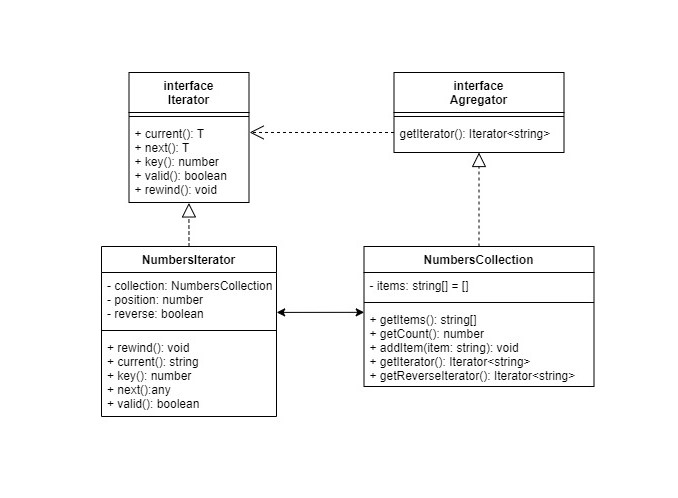 interface
Iterator
+ current(): T
+ next(): T
+ key(): number
+ valid(): boolean
+ rewind(): void
interface
Agregator
getIterator(): Iterator<string>
NumbersIterator
- collection: NumbersCollection
- position: number
- reverse: boolean
+ rewind(): void
+ current(): string
+ key(): number
+ next():any
+ valid(): boolean
NumbersCollection
- items: string[] = []
+ getItems(): string[]
+ getCount(): number
+ addItem(item: string): void
+ getIterator(): Iterator<string>
+ getReverseIterator(): Iterator<string>